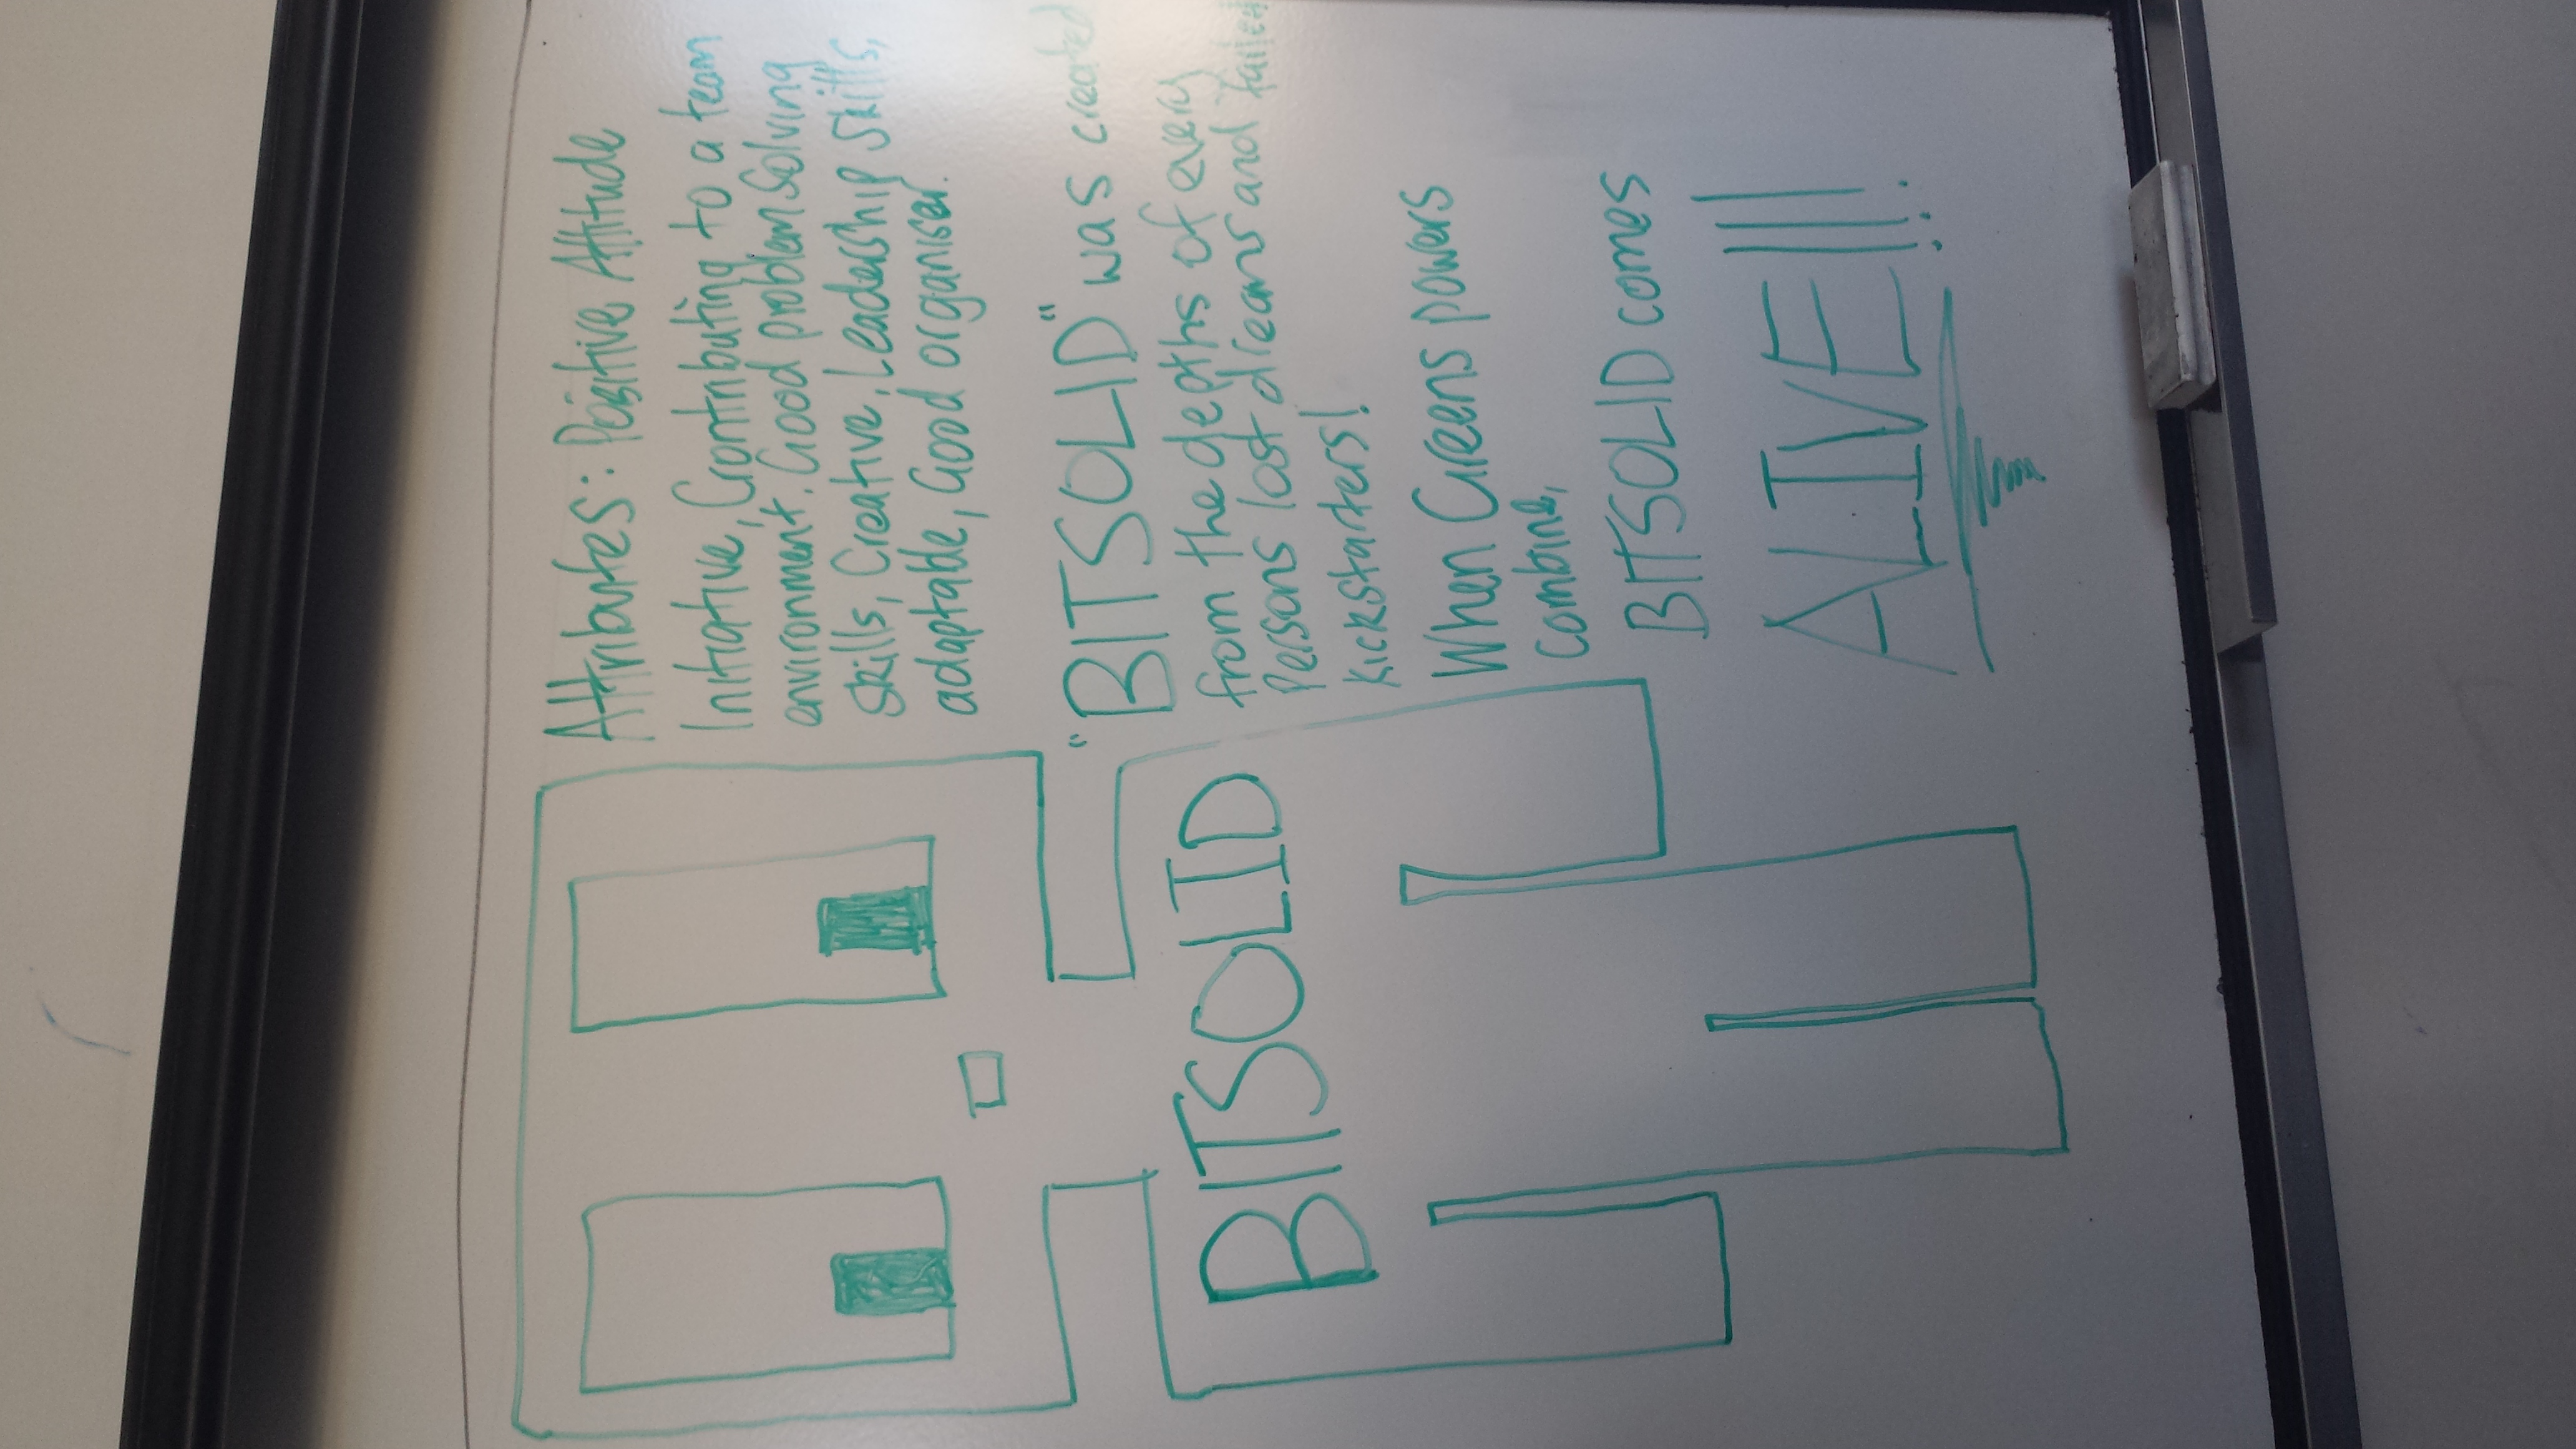 Attributes: Positive Attitude
Initiative, Contributing to a team
environment. Good problem Solving
skills, Creative, Leadership skills,
adaptable, Good organiser.
BITSOLID
"BITSOLID" was created
from the depths of every
Persons lost dreams and failed
Kickstarters!
When Greens powers
combine,
BITSOLID comes
ALIVE!!!